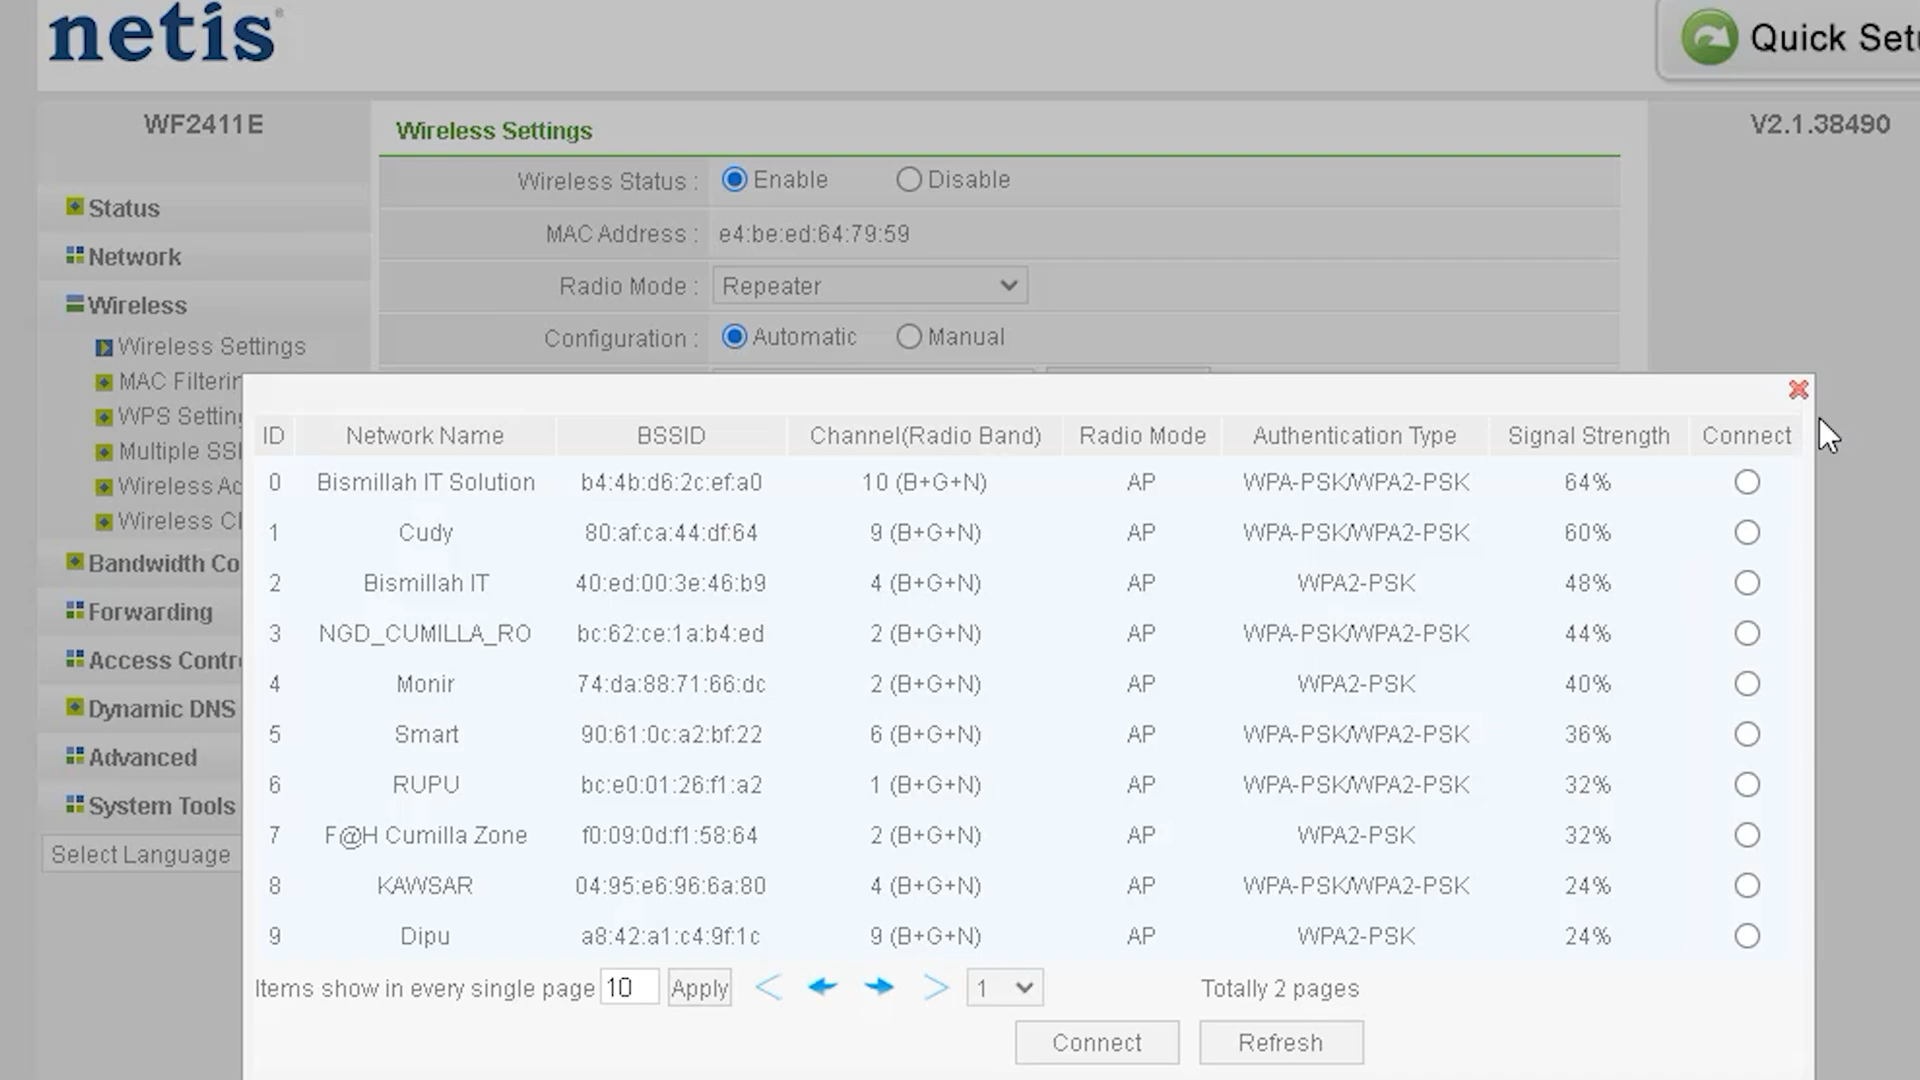 netis
Quick
WF2411E
Wireless Settings
V2.1.38490
Wireless Status : Enable Disable
Status
MAC Address : e4:be:ed:64:79:59
Network
Radio Mode : Repeater
Wireless
Configuration : Automatic Manual
Wireless Settings
MAC
WPS
Multiple
Wireless
Wireless
Bandwidth
Forwarding
Access
Dynamic DNS
Advanced
System Tools
Select Language
ID Network Name BSSID Channel(Radio Band) Radio Mode Authentication Type Signal Strength Connect
0 Bismillah IT Solution b4:4b:d6:2c:ef:a0 10 (B+G+N) AP WPA-PSK/WPA2-PSK 64%
1 Cudy 80:af:ca:44:df:64 9 (B+G+N) AP WPA-PSK/WPA2-PSK 60%
2 Bismillah IT 40:ed:00:3e:46:b9 4 (B+G+N) AP WPA2-PSK 48%
3 NGD_CUMILLA_RO bc:62:ce:1a:b4:ed 2 (B+G+N) AP WPA-PSK/WPA2-PSK 44%
4 Monir 74:da:88:71:66:dc 2 (B+G+N) AP WPA2-PSK 40%
5 Smart 90:61:0c:a2:bf:22 6 (B+G+N) AP WPA-PSK/WPA2-PSK 36%
6 RUPU bc:e0:01:26:f1:a2 1 (B+G+N) AP WPA-PSK/WPA2-PSK 32%
7 F@H Cumilla Zone f0:09:0d:f1:58:64 2 (B+G+N) AP WPA2-PSK 32%
8 KAWSAR 04:95:e6:96:6a:80 4 (B+G+N) AP WPA-PSK/WPA2-PSK 24%
9 Dipu a8:42:a1:c4:9f:1c 9 (B+G+N) AP WPA2-PSK 24%
Items show in every single page 10 Apply 1 Totally 2 pages
Connect Refresh